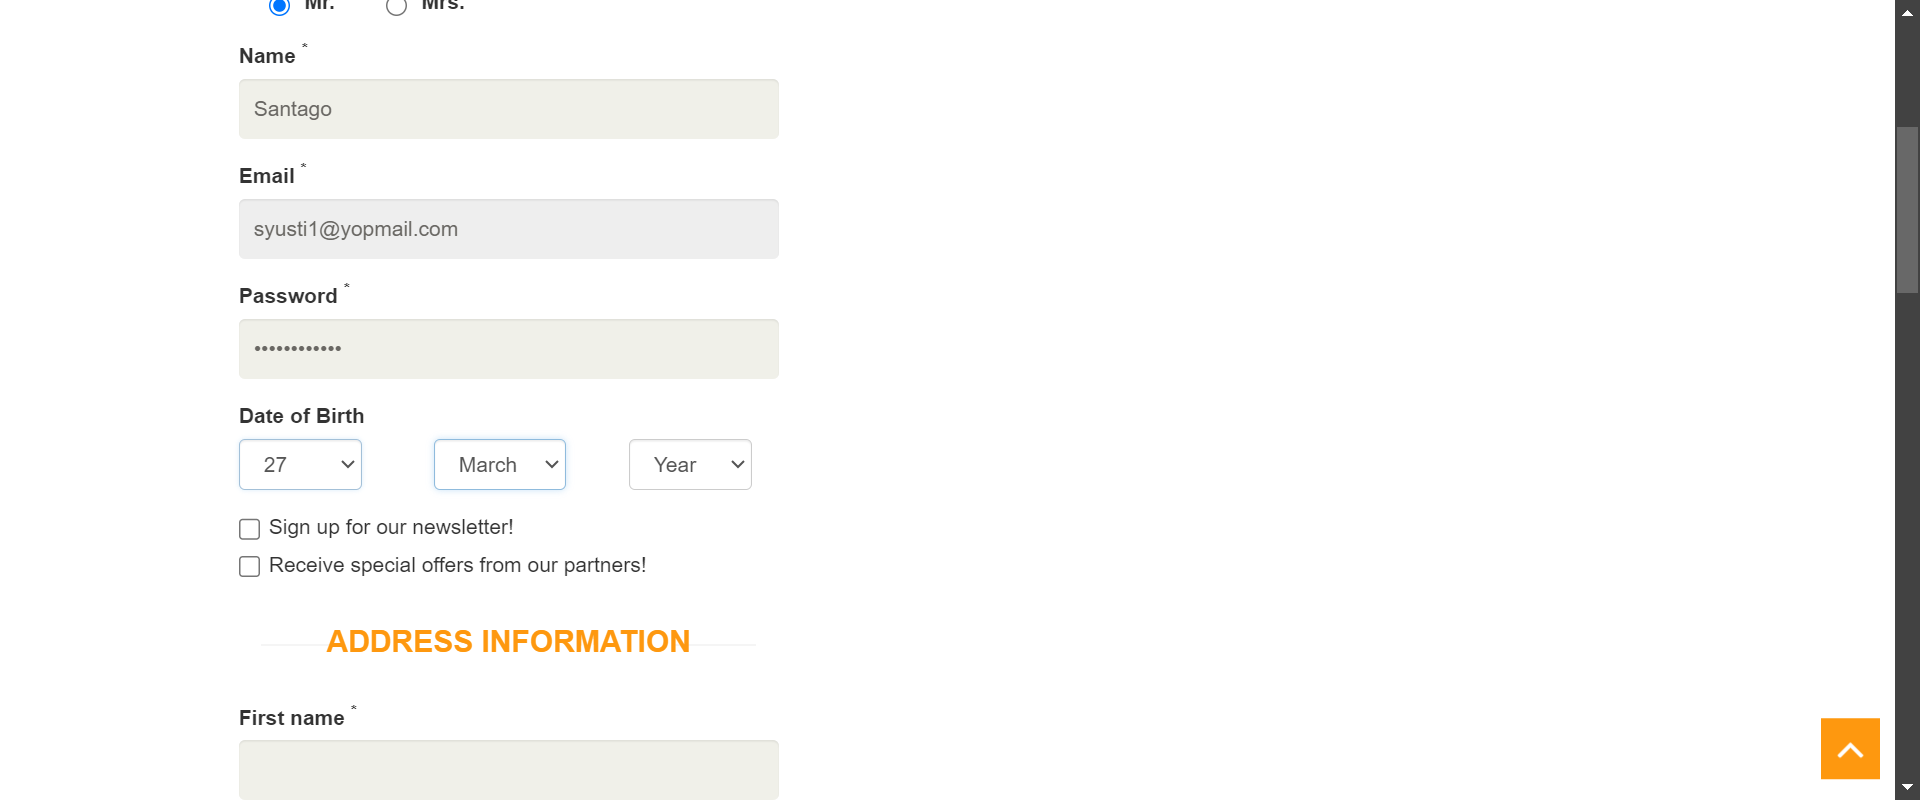 Mr. Mrs.
Name *
Santago
Email *
syusti1@yopmail.com
Password *
••••••••••••
Date of Birth
27 March Year
Sign up for our newsletter!
Receive special offers from our partners!
ADDRESS INFORMATION
First name *